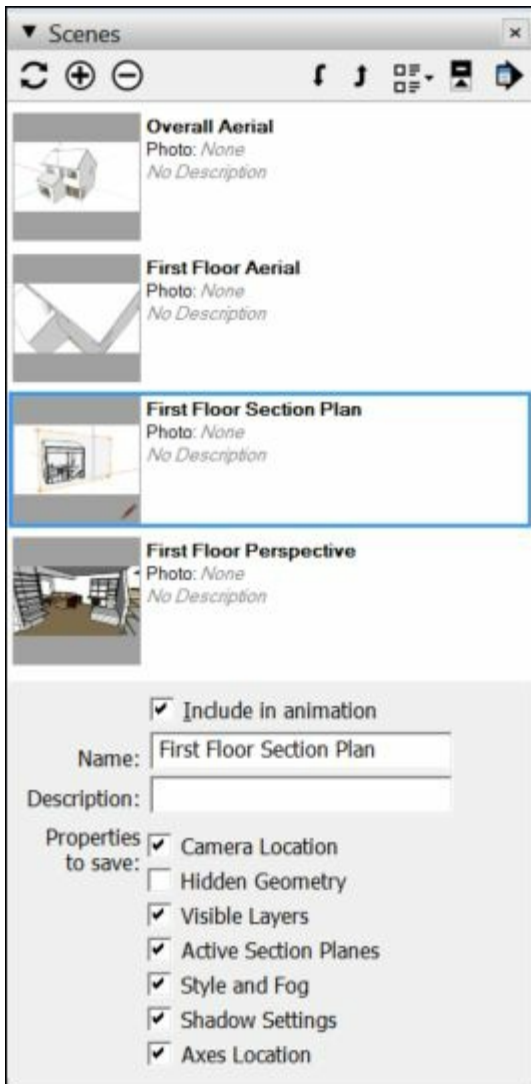 Scenes
Overall Aerial
Photo: None
No Description
First Floor Aerial
Photo: None
No Description
First Floor Section Plan
Photo: None
No Description
First Floor Perspective
Photo: None
No Description
Include in animation
Name: First Floor Section Plan
Description:
Properties to save:
Camera Location
Hidden Geometry
Visible Layers
Active Section Planes
Style and Fog
Shadow Settings
Axes Location